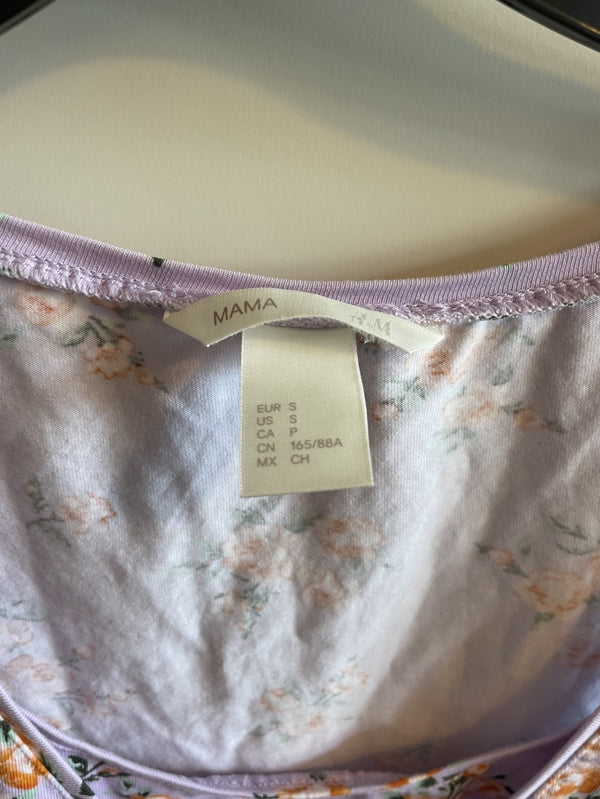 MAMA H&M
EUR S
US S
CA P
CN 165/88A
MX CH